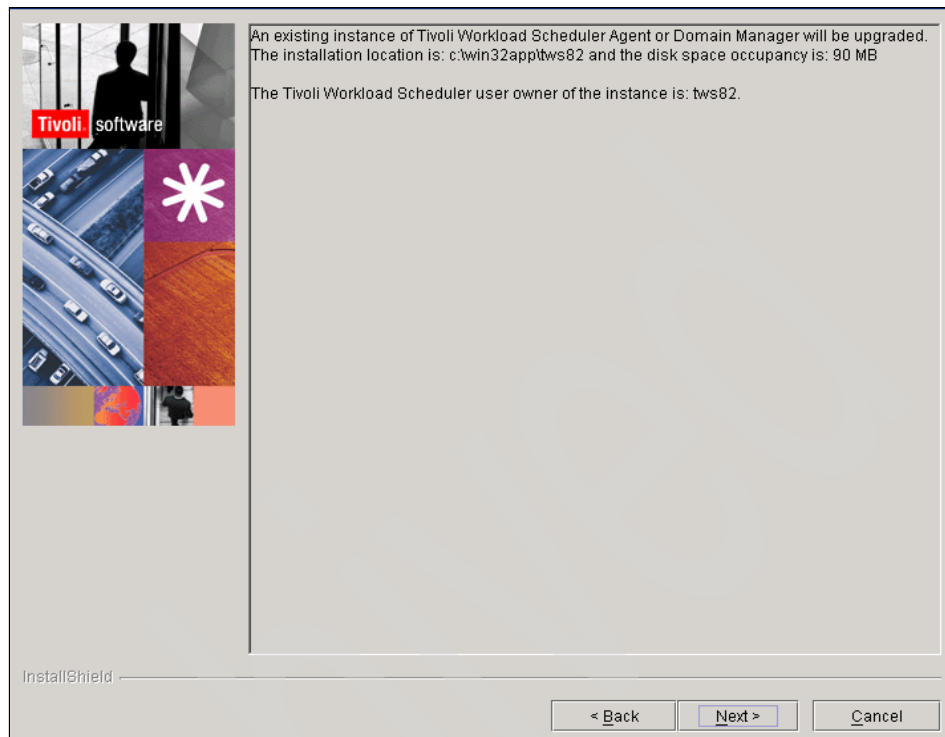 An existing instance of Tivoli Workload Scheduler Agent or Domain Manager will be upgraded.
The installation location is: c:\win32app\tws82 and the disk space occupancy is: 90 MB
The Tivoli Workload Scheduler user owner of the instance is: tws82.
Tivoli. software
InstallShield
< Back
Next >
Cancel